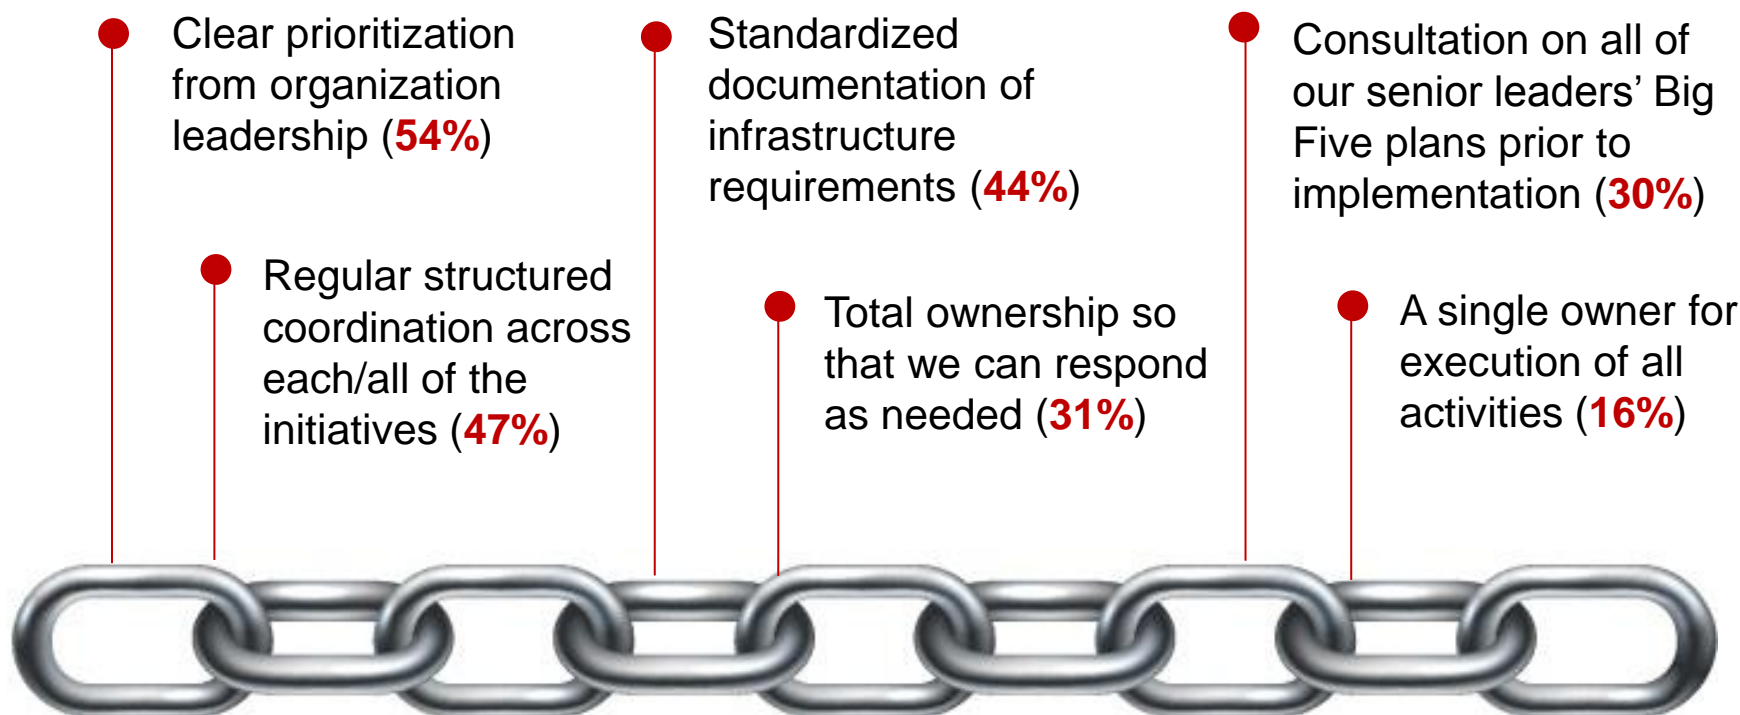 Clear prioritization
from organization
leadership (54%)
Regular structured
coordination across
each/all of the
initiatives (47%)
Standardized
documentation of
infrastructure
requirements (44%)
Total ownership so
that we can respond
as needed (31%)
Consultation on all of
our senior leaders’ Big
Five plans prior to
implementation (30%)
A single owner for
execution of all
activities (16%)